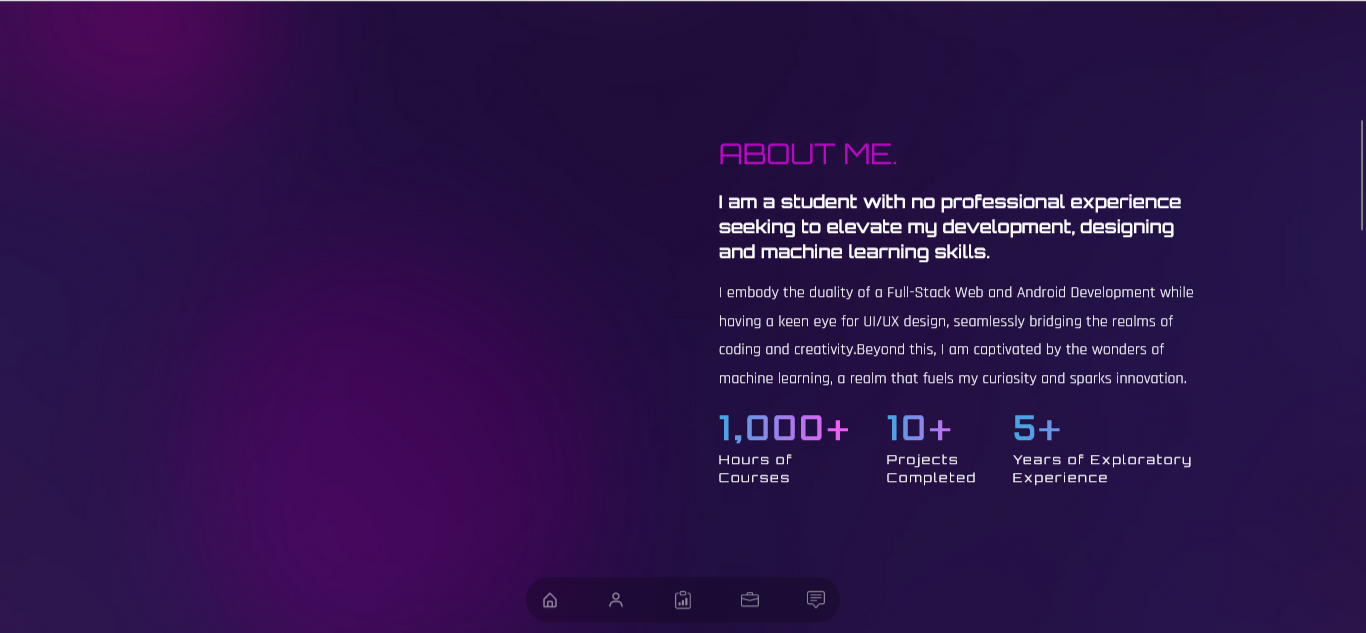 ABOUT ME.
I am a student with no professional experience
seeking to elevate my development, designing
and machine learning skills.
I embody the duality of a Full-Stack Web and Android Development while
having a keen eye for UI/UX design, seamlessly bridging the realms of
coding and creativity.Beyond this, I am captivated by the wonders of
machine learning, a realm that fuels my curiosity and sparks innovation.
1,000+
Hours of
Courses
10+
Projects
Completed
5+
Years of Exploratory
Experience